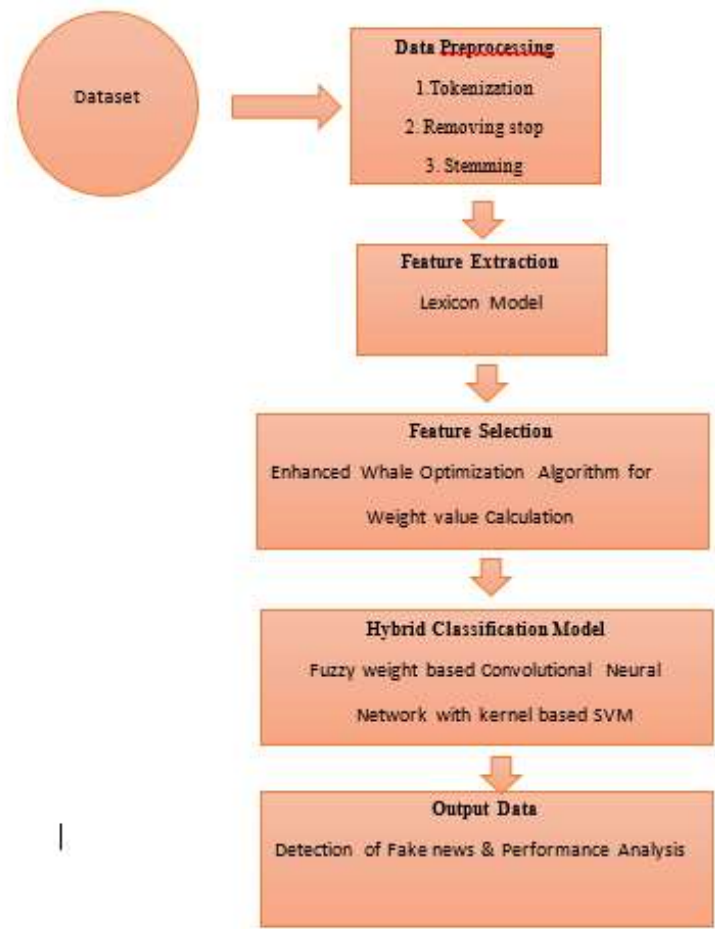 Dataset
Data Preprocessing
1.Tokenization
2. Removing stop
3. Stemming
Feature Extraction
Lexicon Model
Feature Selection
Enhanced Whale Optimization Algorithm for
Weight value Calculation
Hybrid Classification Model
Fuzzy weight based Convolutional Neural
Network with kernel based SVM
Output Data
Detection of Fake news & Performance Analysis